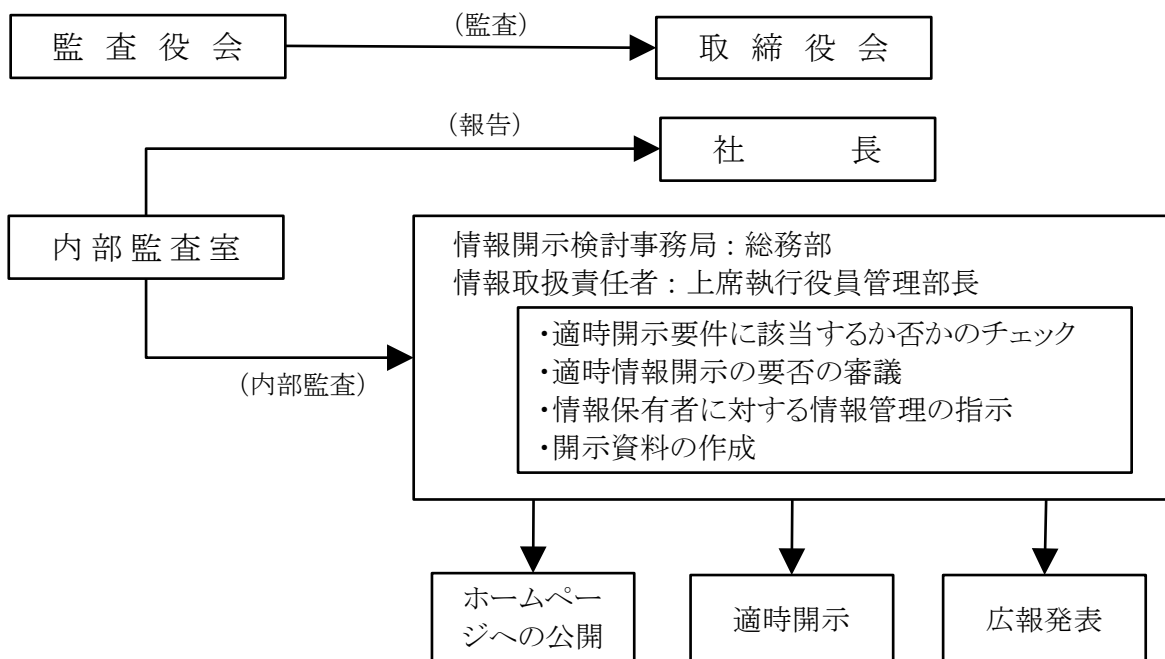 (監査)
監査役会
取締役会
(報告)
社長
内部監査室
情報開示検討事務局：総務部
情報取扱責任者：上席執行役員管理部長
・適時開示要件に該当するか否かのチェック
・適時情報開示の要否の審議
・情報保有者に対する情報管理の指示
・開示資料の作成
(内部監査)
ホームペー
ジへの公開
適時開示
広報発表